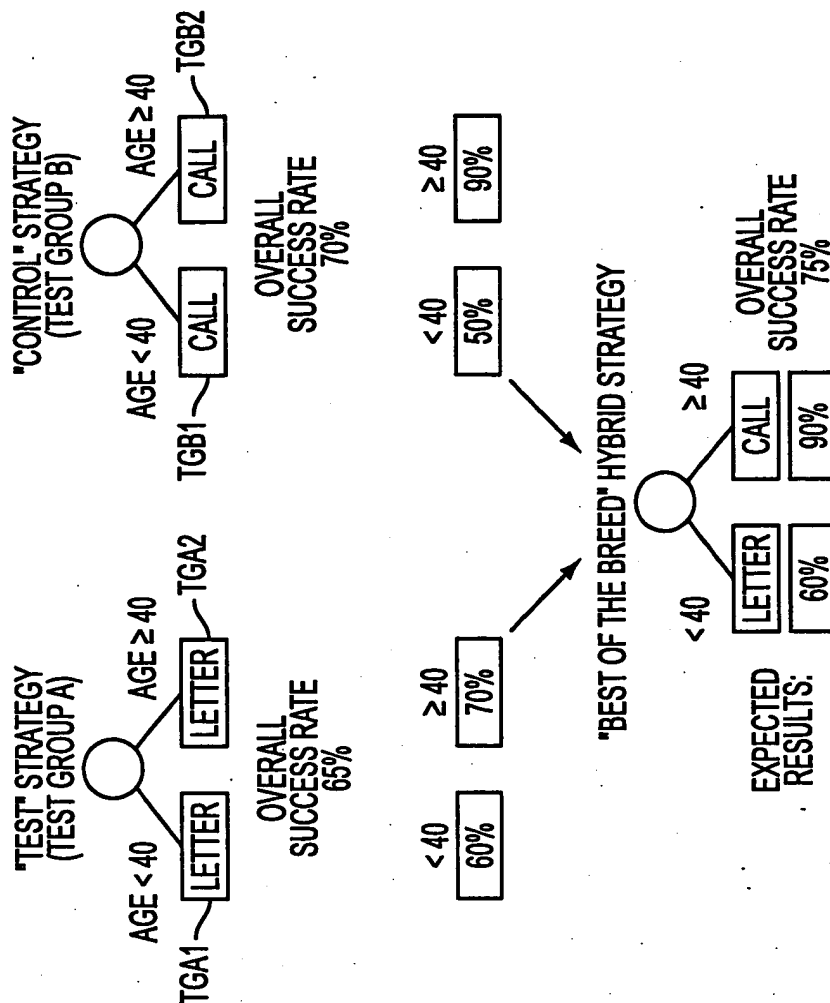 "TEST" STRATEGY
(TEST GROUP A)
AGE < 40
AGE ≥ 40
TGA1
LETTER
LETTER
TGA2
OVERALL
SUCCESS RATE
65%
< 40
≥ 40
60%
70%
"CONTROL" STRATEGY
(TEST GROUP B)
AGE < 40
AGE ≥ 40
TGB1
CALL
CALL
TGB2
OVERALL
SUCCESS RATE
70%
< 40
≥ 40
50%
90%
"BEST OF THE BREED" HYBRID STRATEGY
< 40
≥ 40
LETTER
CALL
EXPECTED
RESULTS:
60%
90%
OVERALL
SUCCESS RATE
75%